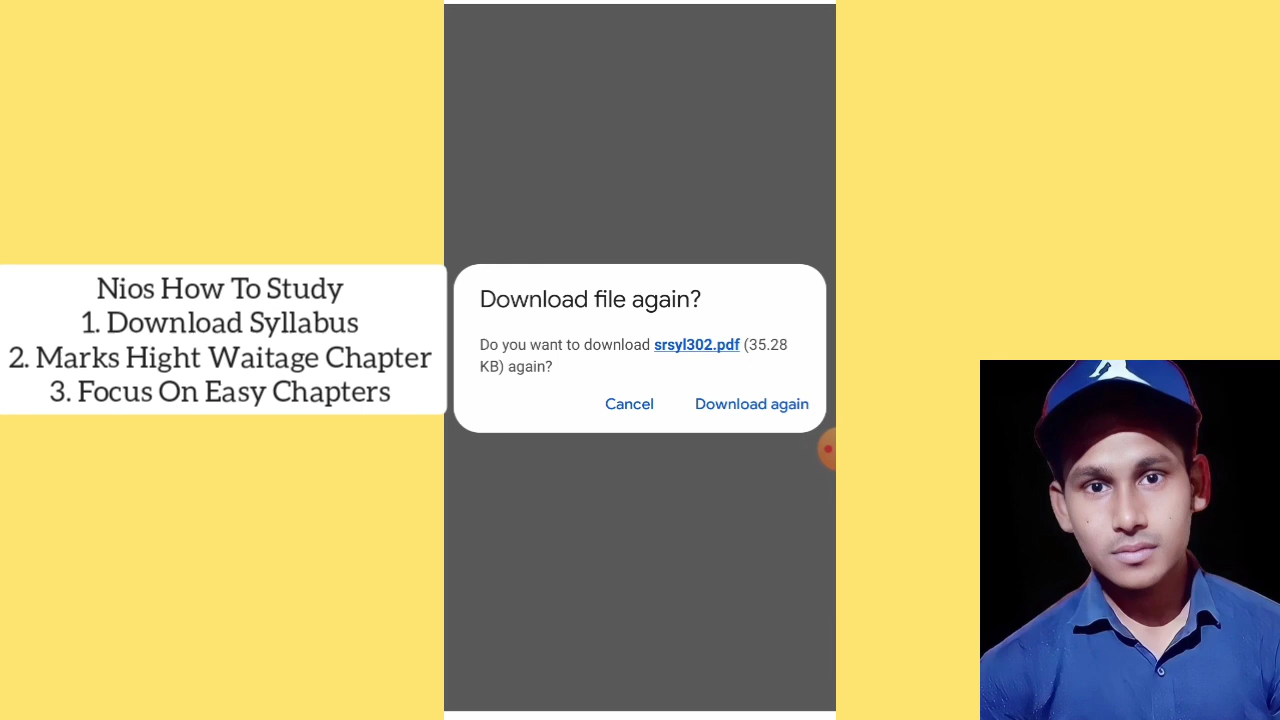 Nios How To Study
1. Download Syllabus
2. Marks Hight Waitage Chapter
3. Focus On Easy Chapters
Download file again?
Do you want to download srsyl302.pdf (35.28
KB) again?
Cancel Download again